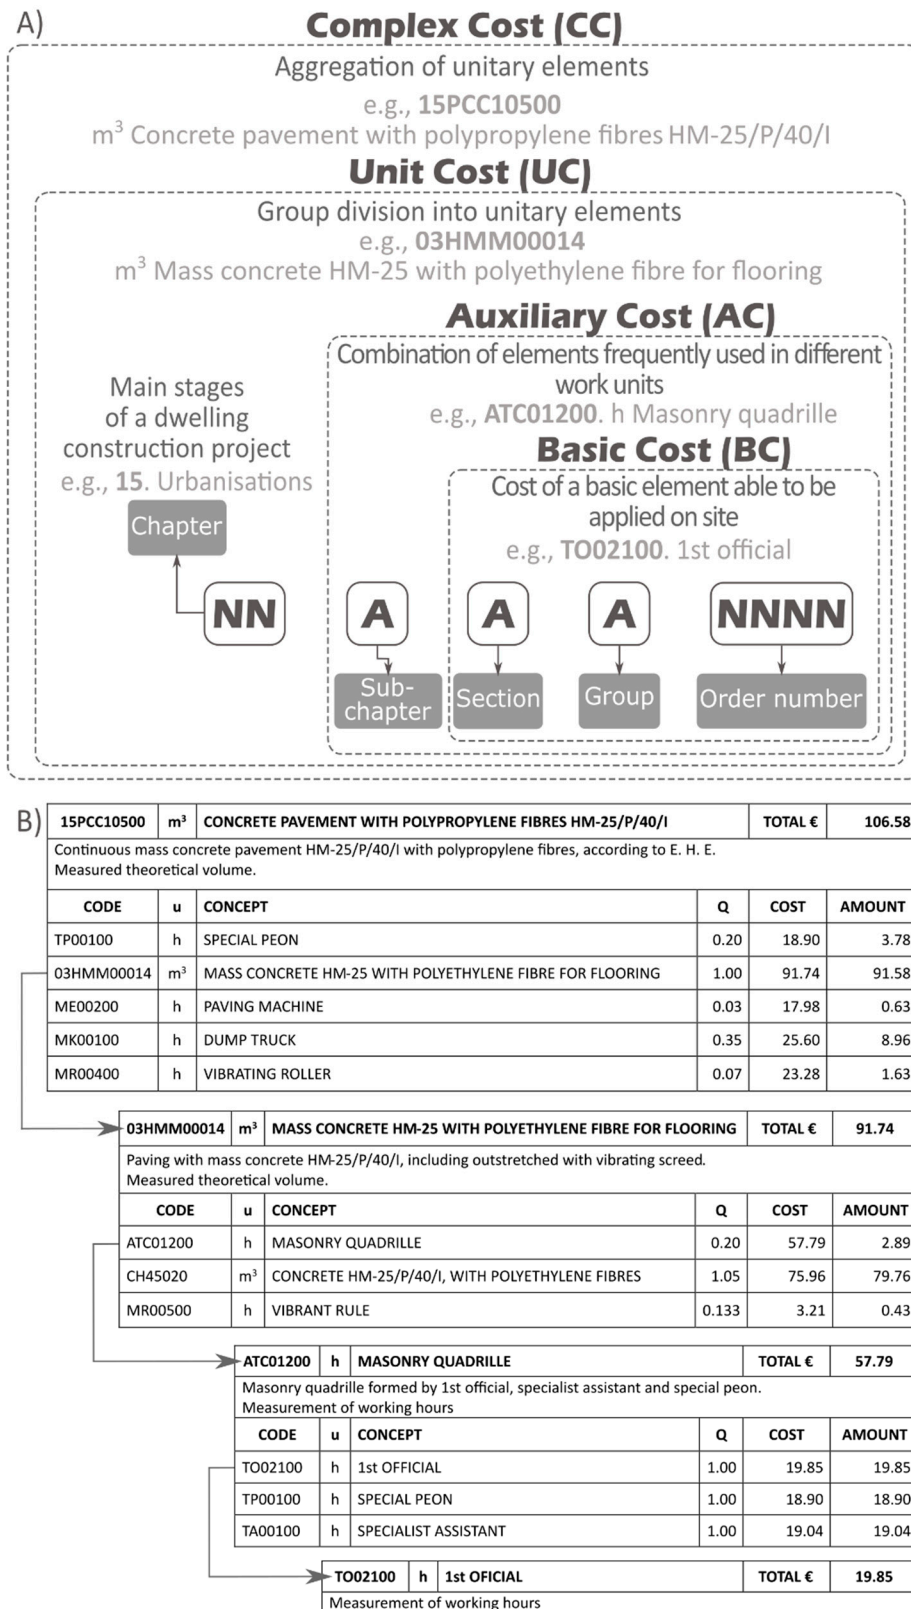 A)
Complex Cost (CC)
Aggregation of unitary elements
e.g., 15PCC10500
m³ Concrete pavement with polypropylene fibres HM-25/P/40/I
Unit Cost (UC)
Group division into unitary elements
e.g., 03HMM00014
m³ Mass concrete HM-25 with polyethylene fibre for flooring
Auxiliary Cost (AC)
Combination of elements frequently used in different
work units
e.g., ATC01200. h Masonry quadrille
Basic Cost (BC)
Cost of a basic element able to be
applied on site
e.g., TO02100. 1st official
Main stages
of a dwelling
construction project
e.g., 15. Urbanisations
Chapter
NN A A A NNNN
Sub-
chapter
Section
Group
Order number
B)
15PCC10500 m³ CONCRETE PAVEMENT WITH POLYPROPYLENE FIBRES HM-25/P/40/I TOTAL € 106.58
Continuous mass concrete pavement HM-25/P/40/I with polypropylene fibres, according to E. H. E.
Measured theoretical volume.
CODE u CONCEPT Q COST AMOUNT
TP00100 h SPECIAL PEON 0.20 18.90 3.78
03HMM00014 m³ MASS CONCRETE HM-25 WITH POLYETHYLENE FIBRE FOR FLOORING 1.00 91.74 91.58
ME00200 h PAVING MACHINE 0.03 17.98 0.63
MK00100 h DUMP TRUCK 0.35 25.60 8.96
MR00400 h VIBRATING ROLLER 0.07 23.28 1.63
03HMM00014 m³ MASS CONCRETE HM-25 WITH POLYETHYLENE FIBRE FOR FLOORING TOTAL € 91.74
Paving with mass concrete HM-25/P/40/I, including outstretched with vibrating screed.
Measured theoretical volume.
CODE u CONCEPT Q COST AMOUNT
ATC01200 h MASONRY QUADRILLE 0.20 57.79 2.89
CH45020 m³ CONCRETE HM-25/P/40/I, WITH POLYETHYLENE FIBRES 1.05 75.96 79.76
MR00500 h VIBRANT RULE 0.133 3.21 0.43
ATC01200 h MASONRY QUADRILLE TOTAL € 57.79
Masonry quadrille formed by 1st official, specialist assistant and special peon.
Measurement of working hours
CODE u CONCEPT Q COST AMOUNT
TO02100 h 1st OFFICIAL 1.00 19.85 19.85
TP00100 h SPECIAL PEON 1.00 18.90 18.90
TA00100 h SPECIALIST ASSISTANT 1.00 19.04 19.04
TO02100 h 1st OFICIAL TOTAL € 19.85
Measurement of working hours